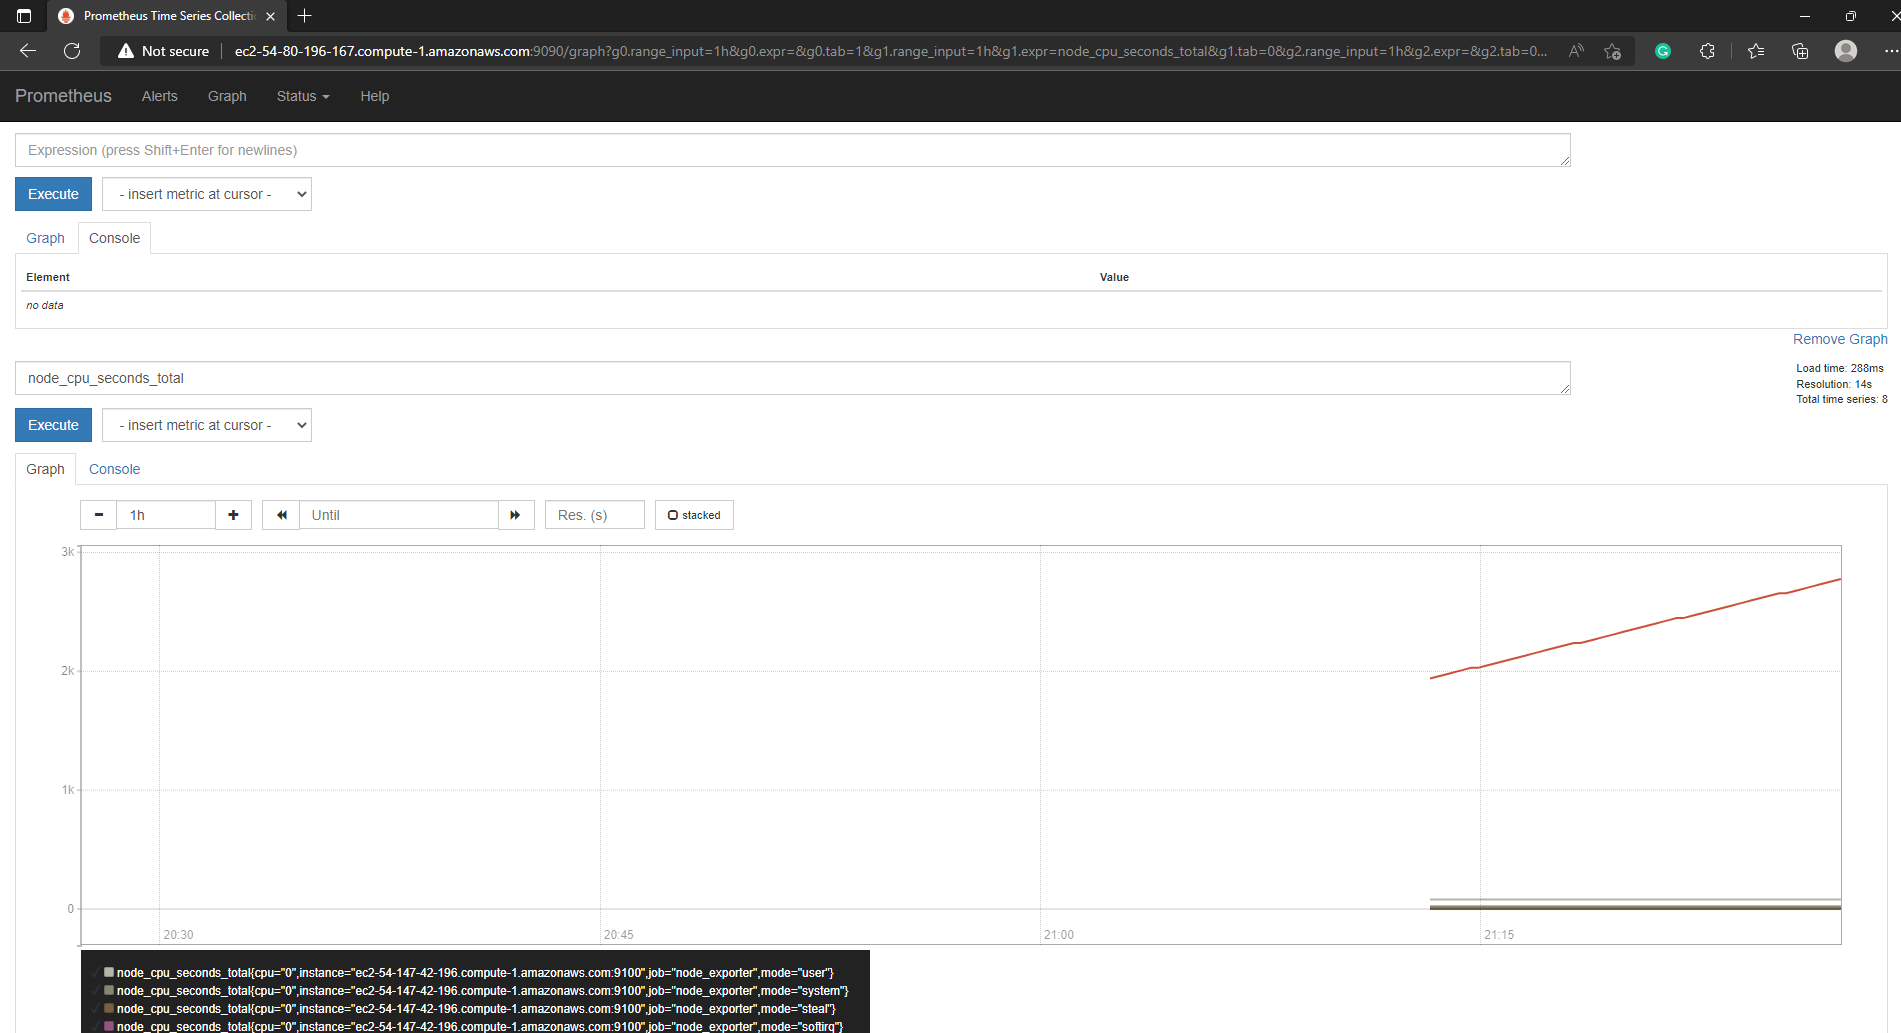 Prometheus Time Series Collecti
Not secure
ec2-54-80-196-167.compute-1.amazonaws.com:9090/graph?g0.range_input=1h&g0.expr=&g0.tab=1&g1.range_input=1h&g1.expr=node_cpu_seconds_total&g1.tab=0&g2.range_input=1h&g2.expr=&g2.tab=0...
Prometheus Alerts Graph Status Help
Expression (press Shift+Enter for newlines)
Execute - insert metric at cursor -
Graph Console
Element Value
no data
Remove Graph
node_cpu_seconds_total
Load time: 288ms
Resolution: 14s
Total time series: 8
Execute - insert metric at cursor -
Graph Console
- 1h + Until Res. (s) stacked
3k
2k
1k
0
20:30 20:45 21:00 21:15
node_cpu_seconds_total{cpu="0",instance="ec2-54-147-42-196.compute-1.amazonaws.com:9100",job="node_exporter",mode="user"}
node_cpu_seconds_total{cpu="0",instance="ec2-54-147-42-196.compute-1.amazonaws.com:9100",job="node_exporter",mode="system"}
node_cpu_seconds_total{cpu="0",instance="ec2-54-147-42-196.compute-1.amazonaws.com:9100",job="node_exporter",mode="steal"}
node_cpu_seconds_total{cpu="0",instance="ec2-54-147-42-196.compute-1.amazonaws.com:9100",job="node_exporter",mode="softirq"}